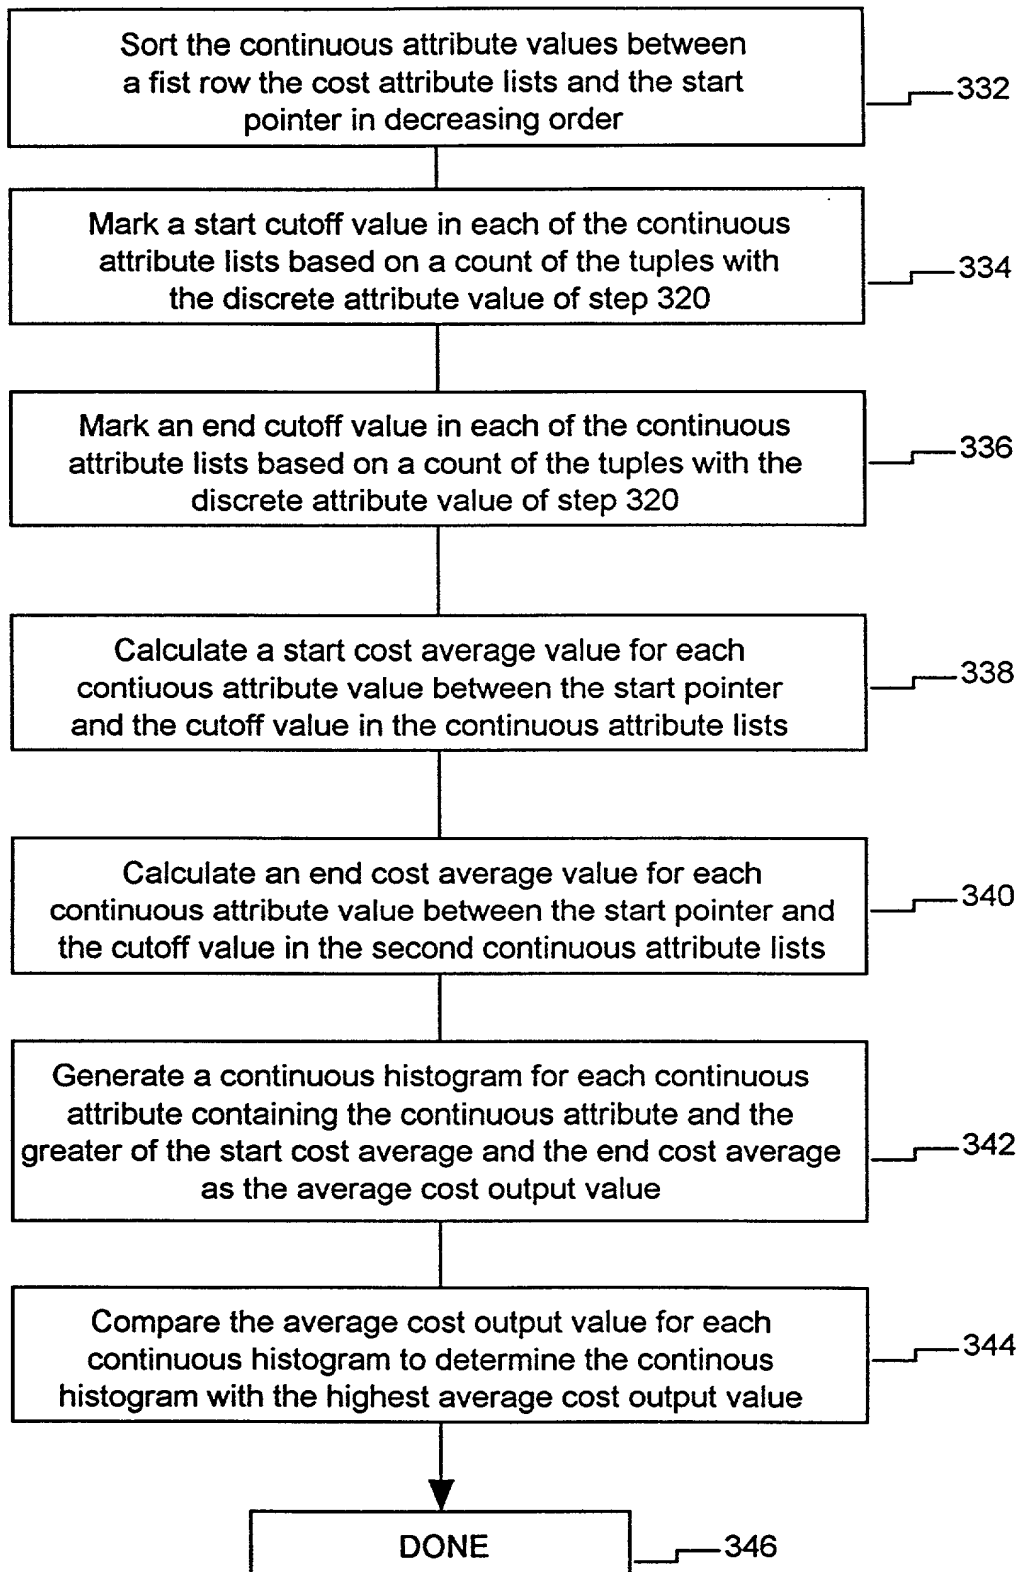 Sort the continuous attribute values between
a fist row the cost attribute lists and the start
pointer in decreasing order
332
Mark a start cutoff value in each of the continuous
attribute lists based on a count of the tuples with
the discrete attribute value of step 320
334
Mark an end cutoff value in each of the continuous
attribute lists based on a count of the tuples with the
discrete attribute value of step 320
336
Calculate a start cost average value for each
contiuous attribute value between the start pointer
and the cutoff value in the continuous attribute lists
338
Calculate an end cost average value for each
continuous attribute value between the start pointer and
the cutoff value in the second continuous attribute lists
340
Generate a continuous histogram for each continuous
attribute containing the continuous attribute and the
greater of the start cost average and the end cost average
as the average cost output value
342
Compare the average cost output value for each
continuous histogram to determine the continous
histogram with the highest average cost output value
344
DONE
346